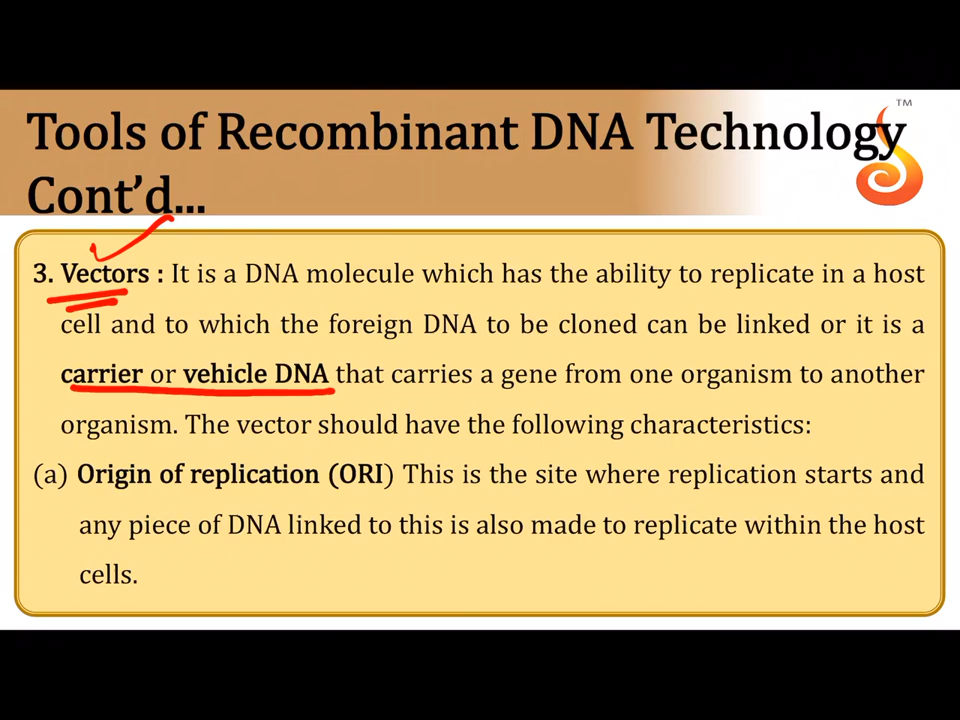 TM
Tools of Recombinant DNA Technology
Cont’d...
3. Vectors : It is a DNA molecule which has the ability to replicate in a host
cell and to which the foreign DNA to be cloned can be linked or it is a
carrier or vehicle DNA that carries a gene from one organism to another
organism. The vector should have the following characteristics:
(a) Origin of replication (ORI) This is the site where replication starts and
any piece of DNA linked to this is also made to replicate within the host
cells.